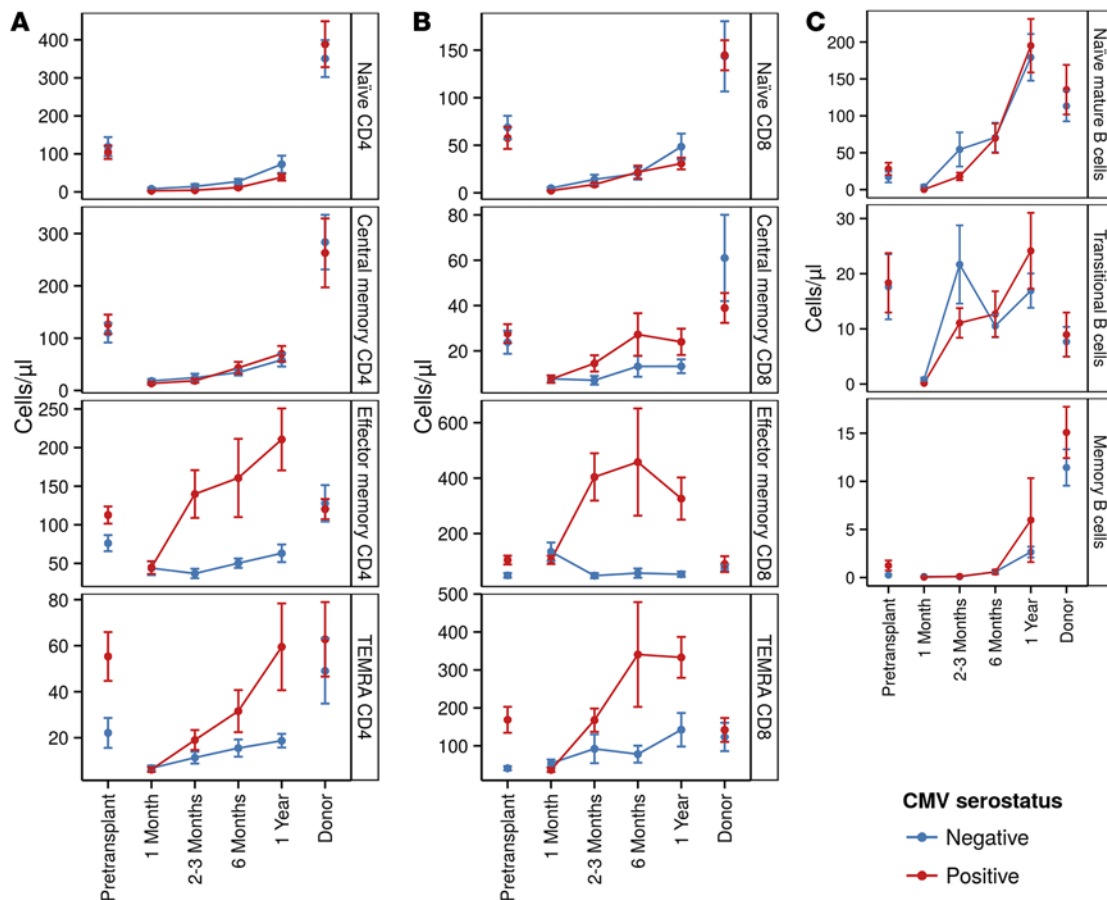 A
B
C
Cells/µl
400
300
200
100
0
Naïve CD4
300
200
100
0
Central memory CD4
250
200
150
100
50
Effector memory CD4
80
60
40
20
TEMRA CD4
Pretransplant
1 Month
2-3 Months
6 Months
1 Year
Donor
Cells/µl
150
100
50
0
Naïve CD8
80
60
40
20
Central memory CD8
600
400
200
Effector memory CD8
500
400
300
200
100
TEMRA CD8
Pretransplant
1 Month
2-3 Months
6 Months
1 Year
Donor
Cells/µl
200
150
100
50
0
Naïve mature B cells
30
20
10
0
Transitional B cells
15
10
5
0
Memory B cells
Pretransplant
1 Month
2-3 Months
6 Months
1 Year
Donor
CMV serostatus
Negative
Positive